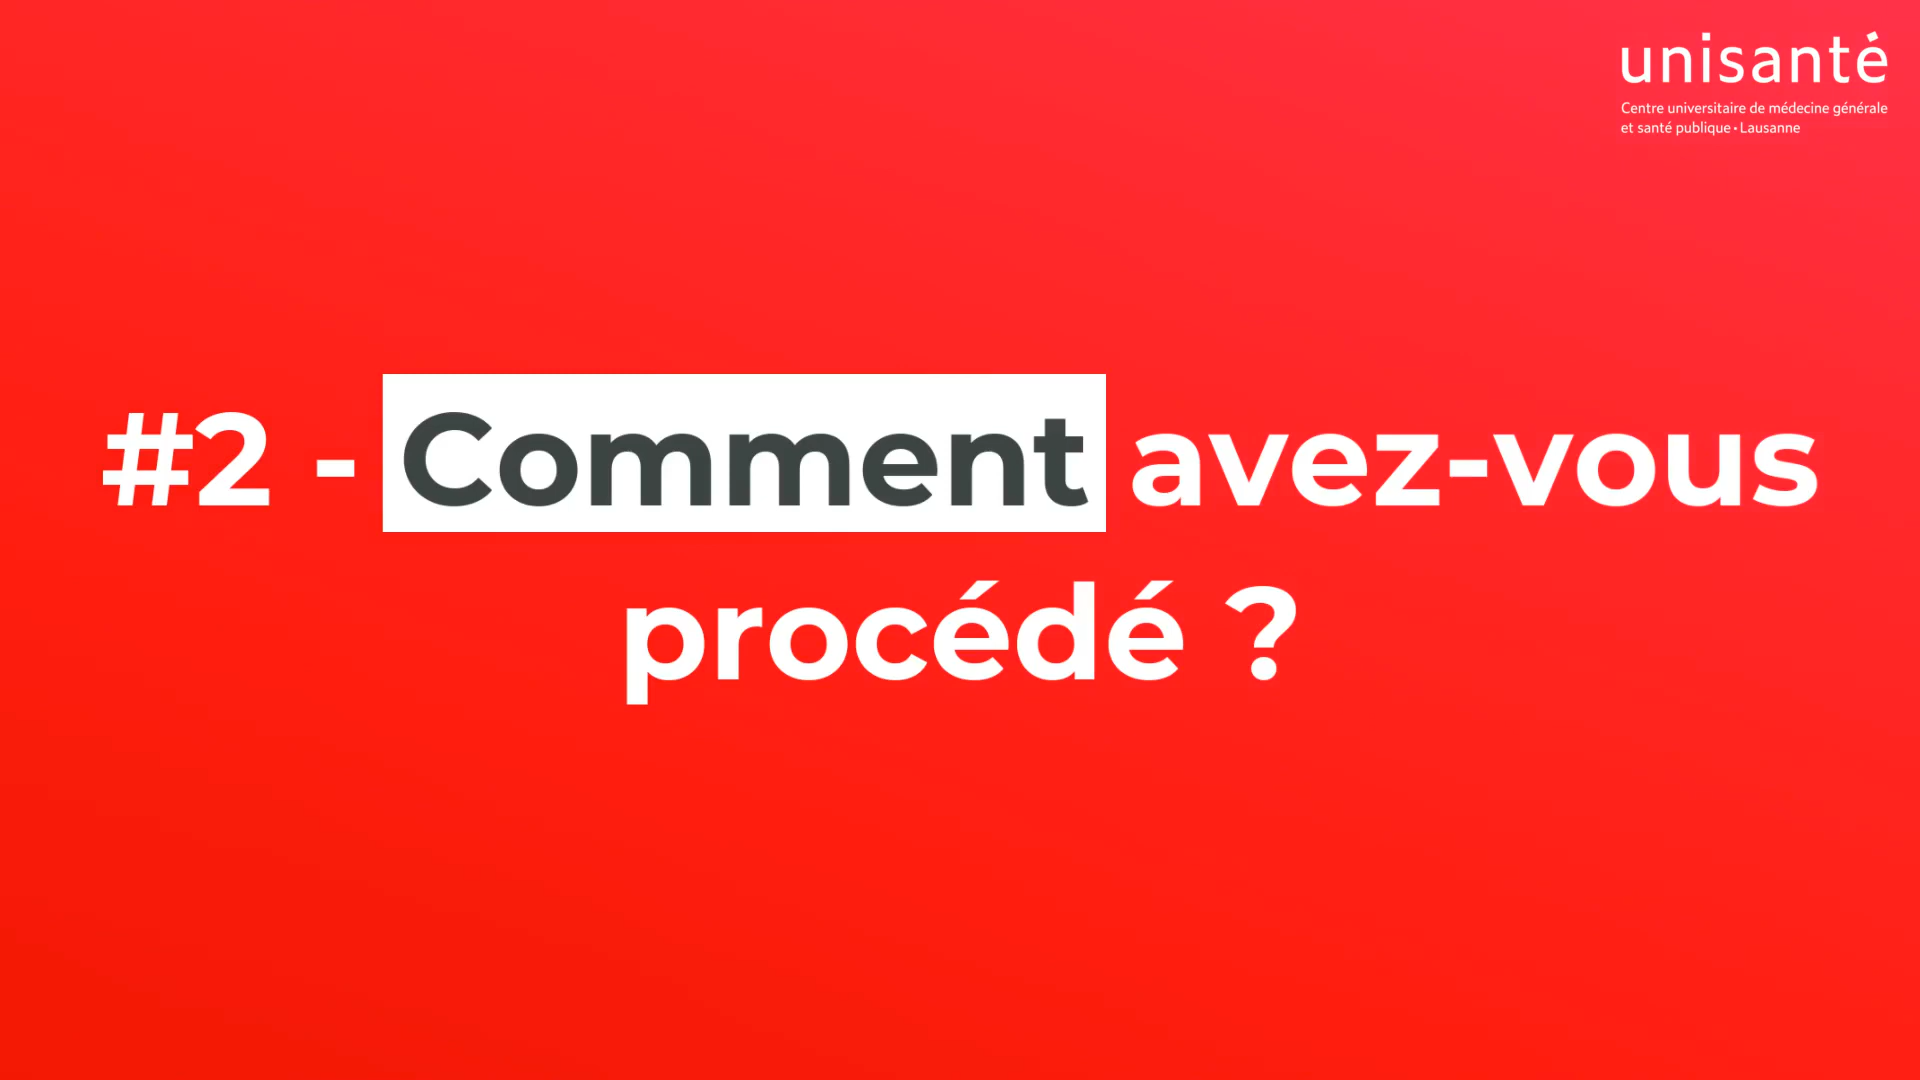 unisanté
Centre universitaire de médecine générale
et santé publique • Lausanne
#2 - Comment avez-vous
procédé ?